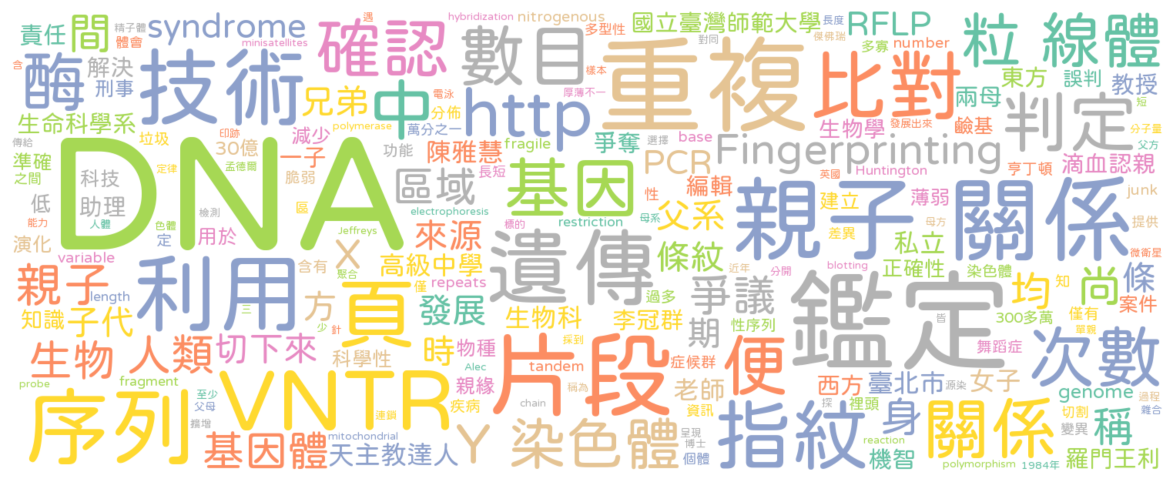 精子體
遇
hybridization
nitrogenous
多型性
國立臺灣師範大學
長度
傑佛瑞
責任
間
體會
minisatellites
syndrome
確認
數目
重複
對同
RFLP
粒線體
多寡
number
含
酶
解決
刑事
技術
兄弟
中
電泳
分佈
http
樣本
厚薄不一
比對
東方
誤判
教授
兩母
判定
短
生命科學系
垃圾
印跡
polymerase
萬分之一
發展出來
生物學
鹼基
分子量
父方
傳給
準確
之間
DNA
30億
減少
一子
孟德爾
定律
功能
陳雅慧
fragile
爭奪
選擇
base
Fingerprinting
英國
亨丁頓
滴血認親
科技
助理
人體
低
能力
脆弱
長短
區域
基因
PCR
性
編輯
薄弱
Huntington
junk
建立
親子
關係
提供
區
檢測
electrophoresis
restriction
母系
父系
標的
母方
差異
演化
色體
定
用於
Jeffreys
X
來源
條紋
私立
正確性
染色體
微衛星
variable
含有
聚合
高級中學
僅
遺傳
近年
分開
blotting
尚
條
案件
親子
length
利用
頁
方
repeats
發展
過多
爭議
鑑定
均
知
僅有
單親
300多萬
知識
子代
三
少
針
科學性
時
物種
生物科
採到
李冠群
期
性序列
皆
舞蹈症
次數
生物
人類
切下來
Alec
症候群
probe
fragment
至少
父母
VNTR
連鎖
親緣
疾病
tandem
稱為
片段
便
老師
資訊
西方
探
臺北市
源染
裡頭
女子
genome
過程
切割
雜合
序列
擴增
chain
呈現
博士
指紋
身
關係
變異
稱
基因體
mitochondrial
天主教達人
Y
染色體
個體
reaction
機智
polymorphism
1984年
羅門王利